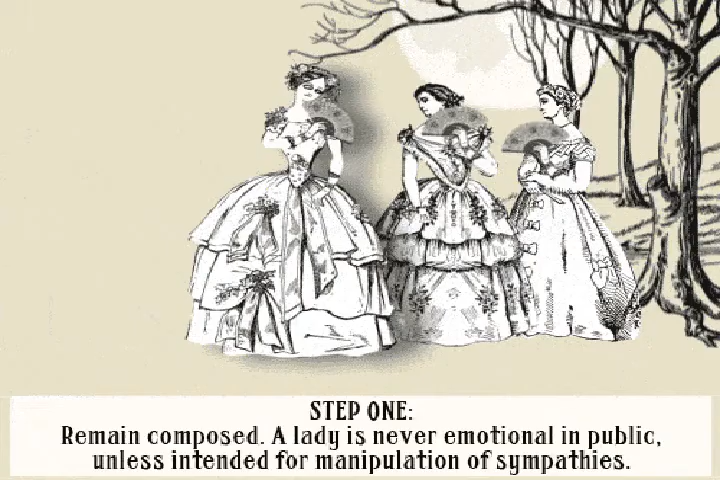 STEP ONE:
Remain composed. A lady is never emotional in public,
unless intended for manipulation of sympathies.